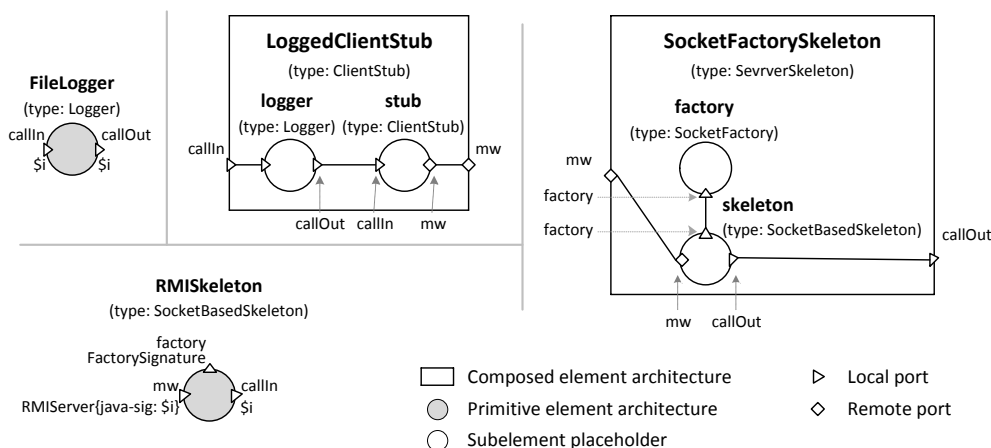 FileLogger
(type: Logger)
callIn
callOut
$i
$i
LoggedClientStub
(type: ClientStub)
logger
stub
(type: Logger)
(type: ClientStub)
callIn
mw
callOut
callIn
mw
SocketFactorySkeleton
(type: SevrverSkeleton)
factory
(type: SocketFactory)
mw
factory
skeleton
factory
(type: SocketBasedSkeleton)
callOut
mw
callOut
RMISkeleton
(type: SocketBasedSkeleton)
factory
FactorySignature
mw
callIn
RMIServer{java-sig: $i}
$i
Composed element architecture
Local port
Primitive element architecture
Remote port
Subelement placeholder